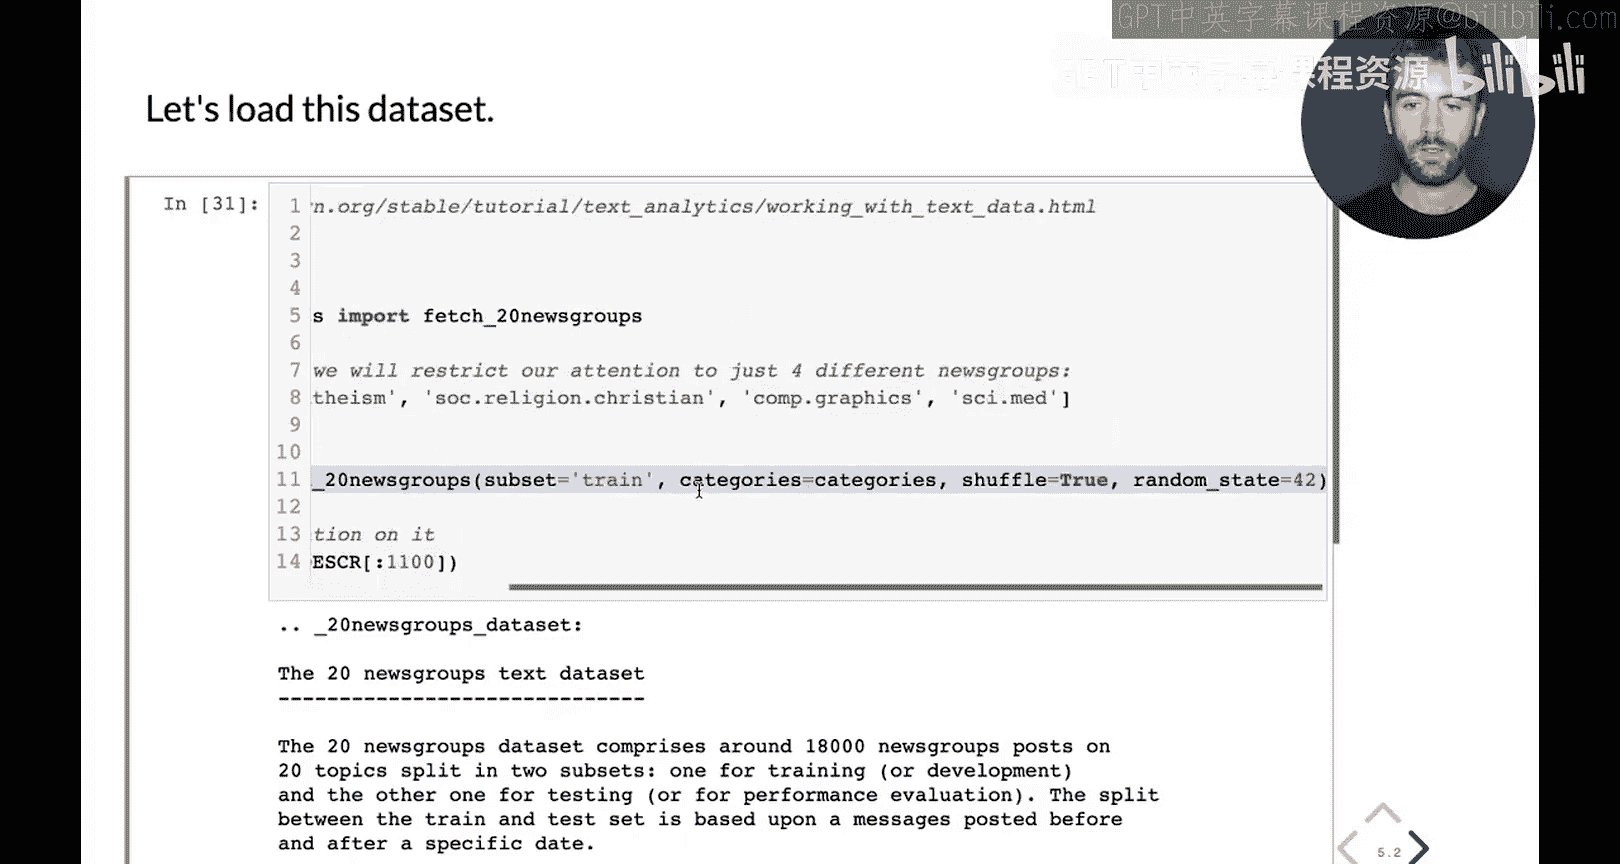 GPT中英字幕课程资源@bilibili.com
课程资源 bilibili
Let's load this dataset.
In [31]:
1 n.org/stable/tutorial/text_analytics/working_with_text_data.html
2
3
4
5 s import fetch_20newsgroups
6
7 we will restrict our attention to just 4 different newsgroups:
8 theism', 'soc.religion.christian', 'comp.graphics', 'sci.med']
9
10
11 _20newsgroups(subset='train', categories=categories, shuffle=True, random_state=42)
12
13 tion on it
14 ESCR[:1100])
.. _20newsgroups_dataset:
The 20 newsgroups text dataset
------------------------------
The 20 newsgroups dataset comprises around 18000 newsgroups posts on
20 topics split in two subsets: one for training (or development)
and the other one for testing (or for performance evaluation). The split
between the train and test set is based upon a messages posted before
and after a specific date.
5.2